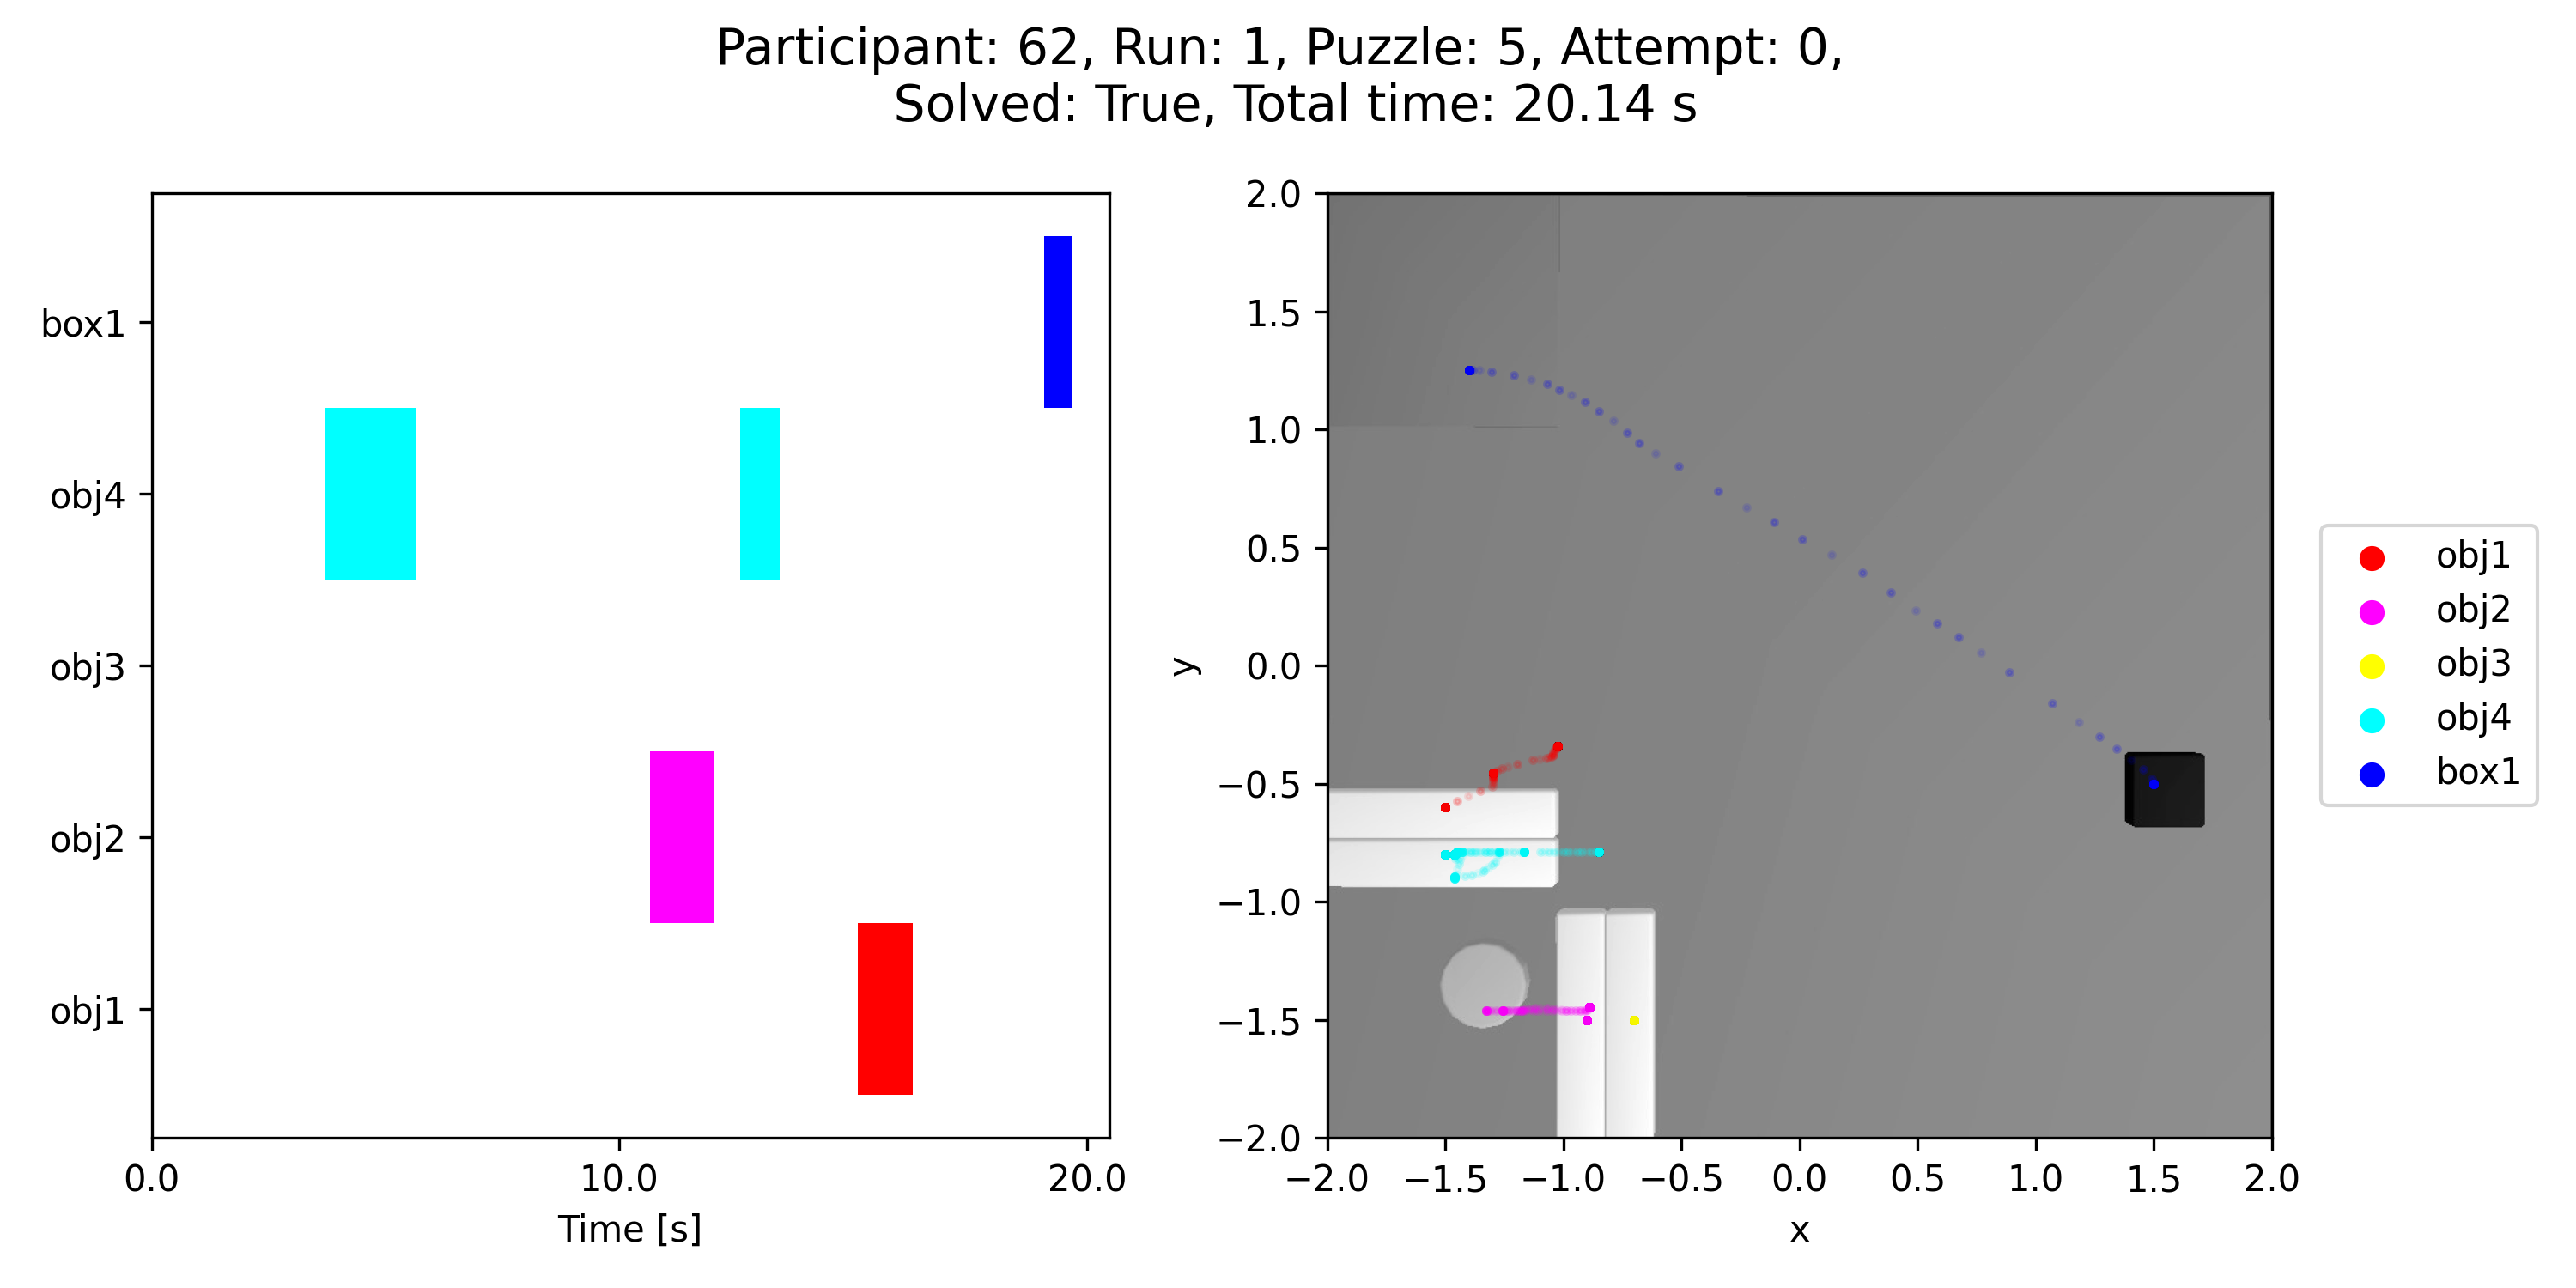 Participant: 62, Run: 1, Puzzle: 5, Attempt: 0,
Solved: True, Total time: 20.14 s
box1
obj4
obj3
obj2
obj1
0.0 10.0 20.0
Time [s]
2.0
1.5
1.0
0.5
0.0
−0.5
−1.0
−1.5
−2.0
y
−2.0 −1.5 −1.0 −0.5 0.0 0.5 1.0 1.5 2.0
x
obj1
obj2
obj3
obj4
box1